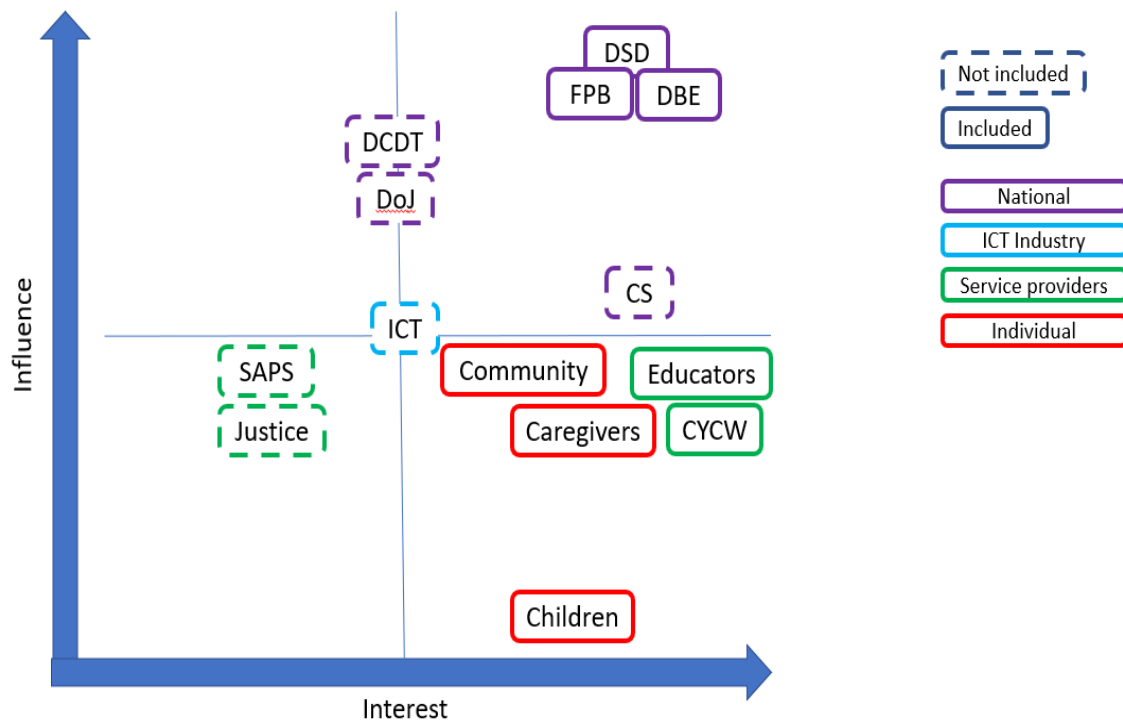 DSD
FPB
DBE
DCDT
DoJ
CS
ICT
SAPS
Community
Educators
Justice
Caregivers
CYCW
Children
Influence
Interest
Not included
Included
National
ICT Industry
Service providers
Individual